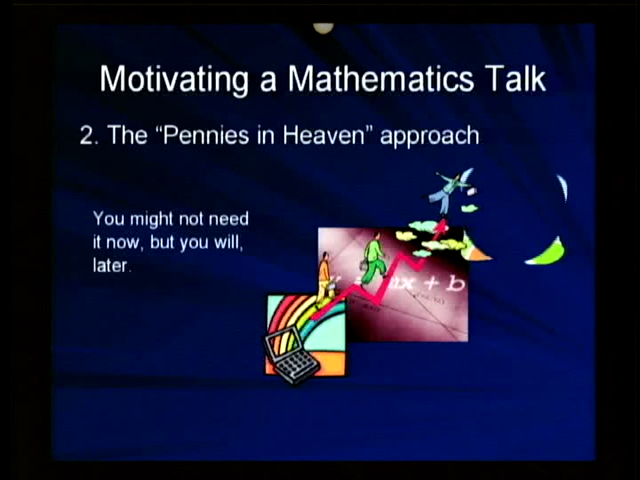 Motivating a Mathematics Talk
2. The “Pennies in Heaven” approach
You might not need
it now, but you will,
later.
ax + b